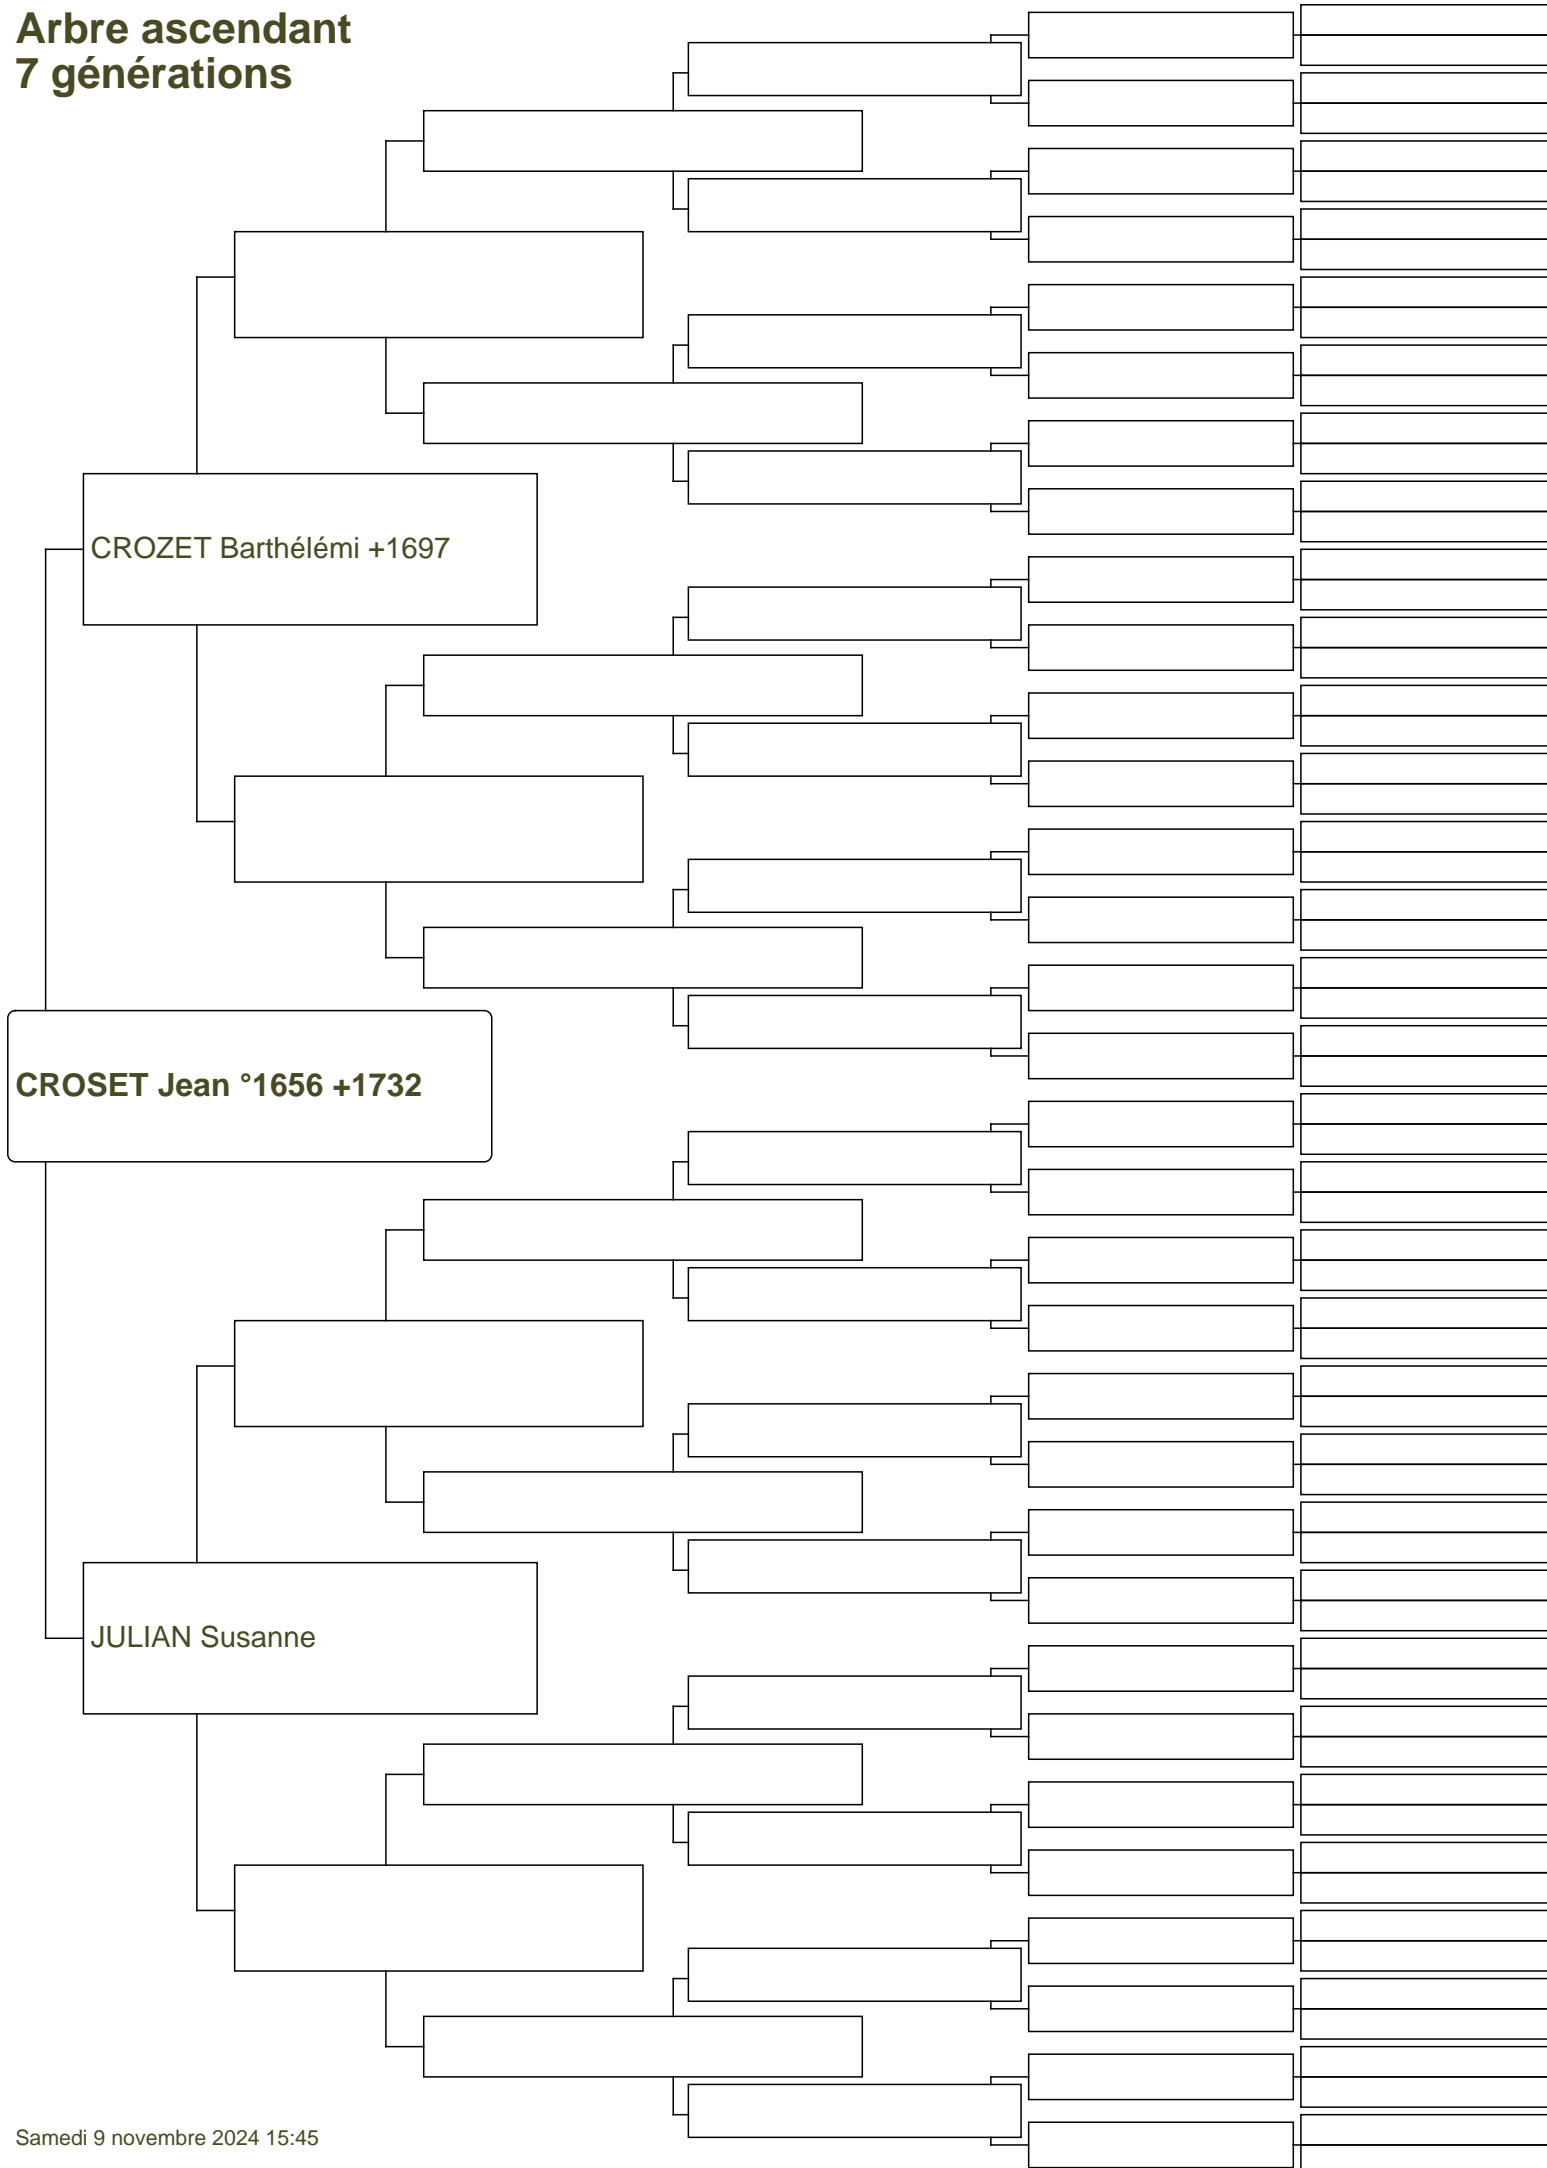 Arbre ascendant
7 générations
CROZET Barthélémi +1697
CROSET Jean °1656 +1732
JULIAN Susanne
Samedi 9 novembre 2024 15:45